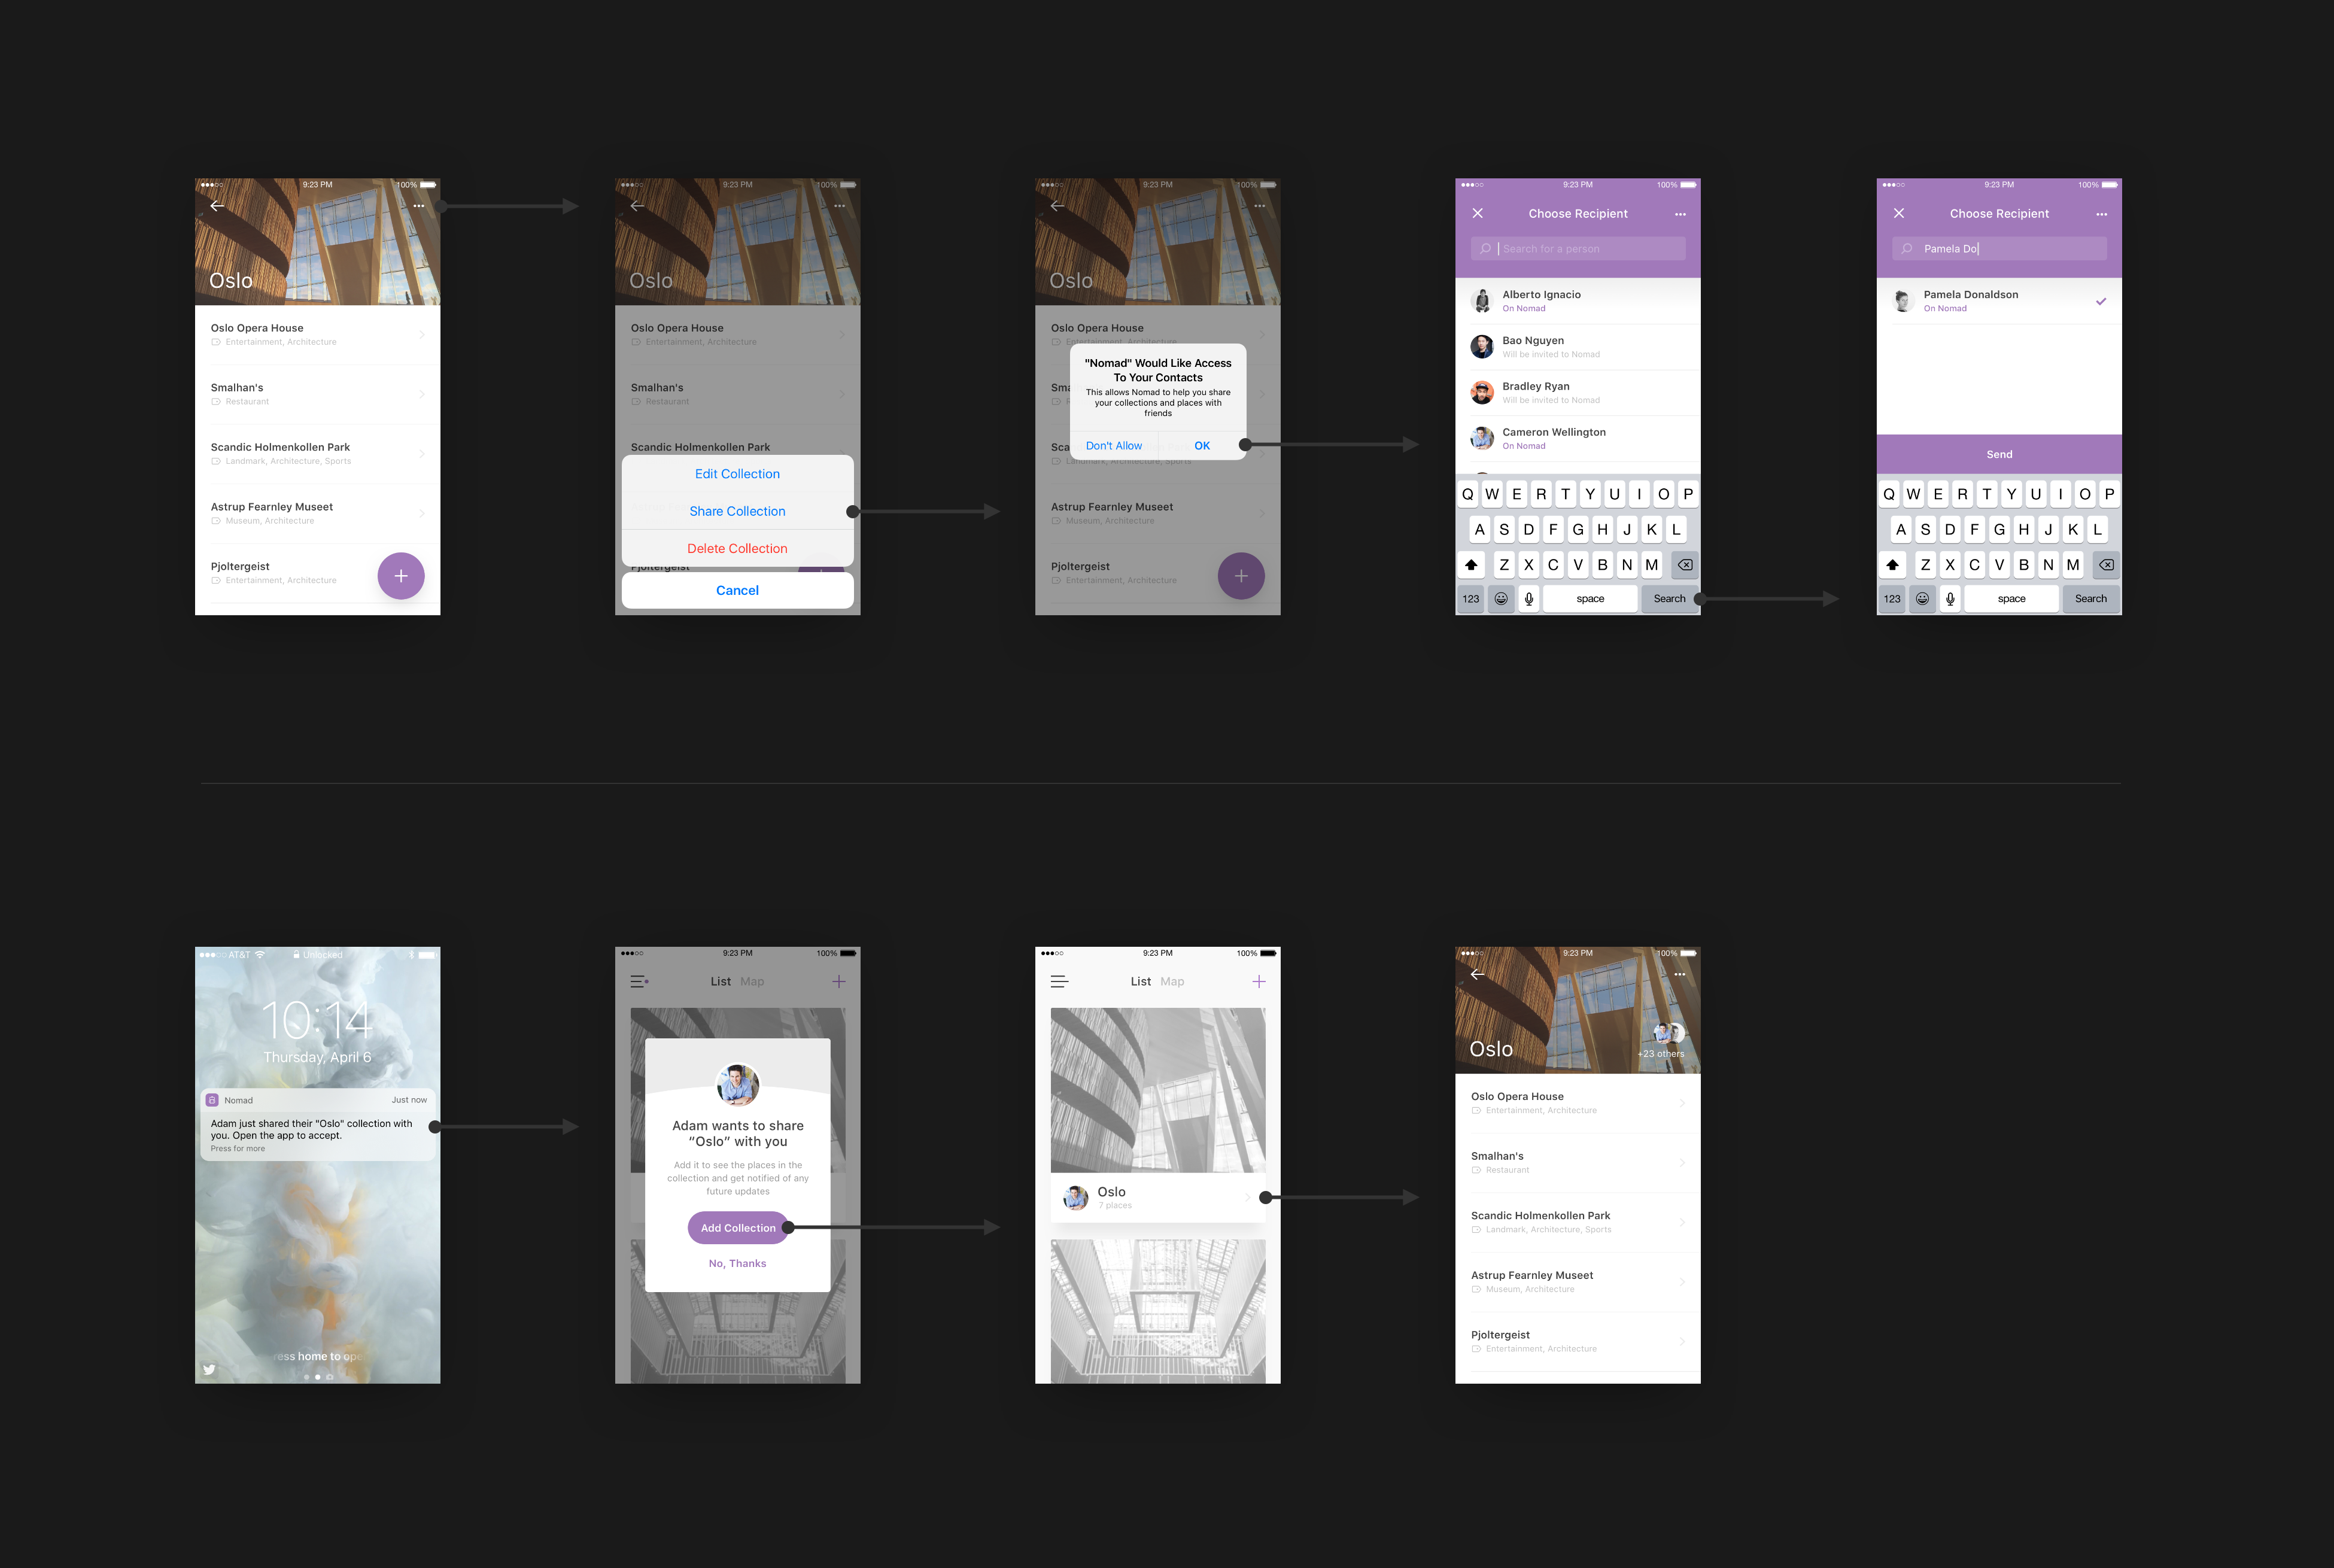 9:23 PM
100%
Oslo
Oslo Opera House
Entertainment, Architecture
Smalhan's
Restaurant
Scandic Holmenkollen Park
Landmark, Architecture, Sports
Astrup Fearnley Museet
Museum, Architecture
Pjoltergeist
Entertainment, Architecture
9:23 PM
100%
Oslo
Oslo Opera House
Entertainment, Architecture
Smalhan's
Restaurant
Scandic Holmenkollen Park
Edit Collection
Share Collection
Delete Collection
Pjoltergeist
Cancel
9:23 PM
100%
Oslo
Oslo Opera House
Entertainment, Architecture
"Nomad" Would Like Access
To Your Contacts
This allows Nomad to help you share
your collections and places with
friends
Don't Allow
OK
Landmark, Architecture, Sports
Astrup Fearnley Museet
Museum, Architecture
Pjoltergeist
Entertainment, Architecture
9:23 PM
100%
Choose Recipient
Search for a person
Alberto Ignacio
On Nomad
Bao Nguyen
Will be invited to Nomad
Bradley Ryan
Will be invited to Nomad
Cameron Wellington
On Nomad
Q W E R T Y U I O P
A S D F G H J K L
Z X C V B N M
123 space Search
9:23 PM
100%
Choose Recipient
Pamela Do
Pamela Donaldson
On Nomad
Send
Q W E R T Y U I O P
A S D F G H J K L
Z X C V B N M
123 space Search
AT&T
Unlocked
10:14
Thursday, April 6
Nomad
Just now
Adam just shared their "Oslo" collection with
you. Open the app to accept.
Press for more
home to
9:23 PM
100%
List Map
Adam wants to share
“Oslo” with you
Add it to see the places in the
collection and get notified of any
future updates
Add Collection
No, Thanks
9:23 PM
100%
List Map
Oslo
7 places
9:23 PM
100%
Oslo
+23 others
Oslo Opera House
Entertainment, Architecture
Smalhan's
Restaurant
Scandic Holmenkollen Park
Landmark, Architecture, Sports
Astrup Fearnley Museet
Museum, Architecture
Pjoltergeist
Entertainment, Architecture